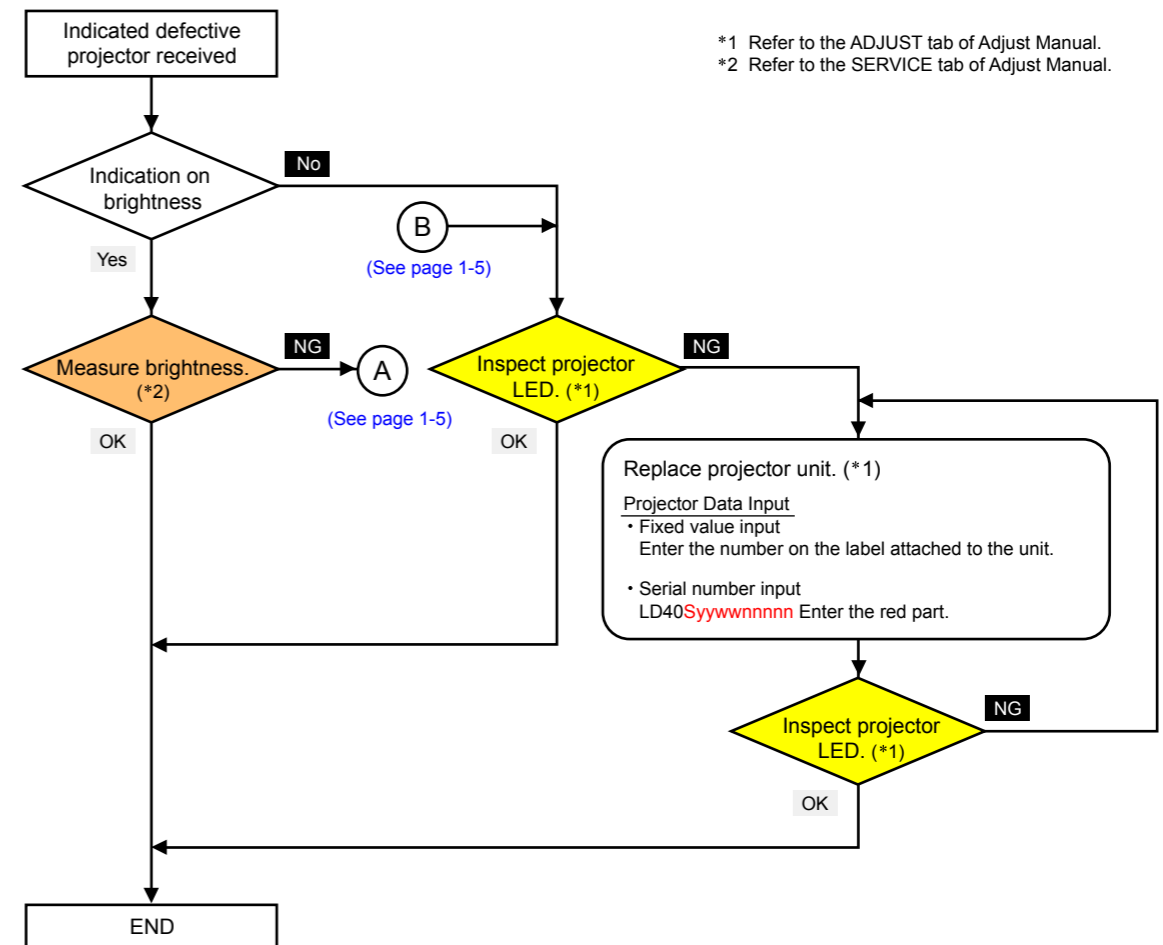 Indicated defective
projector received
*1 Refer to the ADJUST tab of Adjust Manual.
*2 Refer to the SERVICE tab of Adjust Manual.
Indication on
brightness
No
Yes
B
(See page 1-5)
Measure brightness.
(*2)
NG
A
(See page 1-5)
OK
Inspect projector
LED. (*1)
NG
OK
Replace projector unit. (*1)
Projector Data Input
・Fixed value input
Enter the number on the label attached to the unit.
・Serial number input
LD40Syywwnnnnn Enter the red part.
Inspect projector
LED. (*1)
NG
OK
END